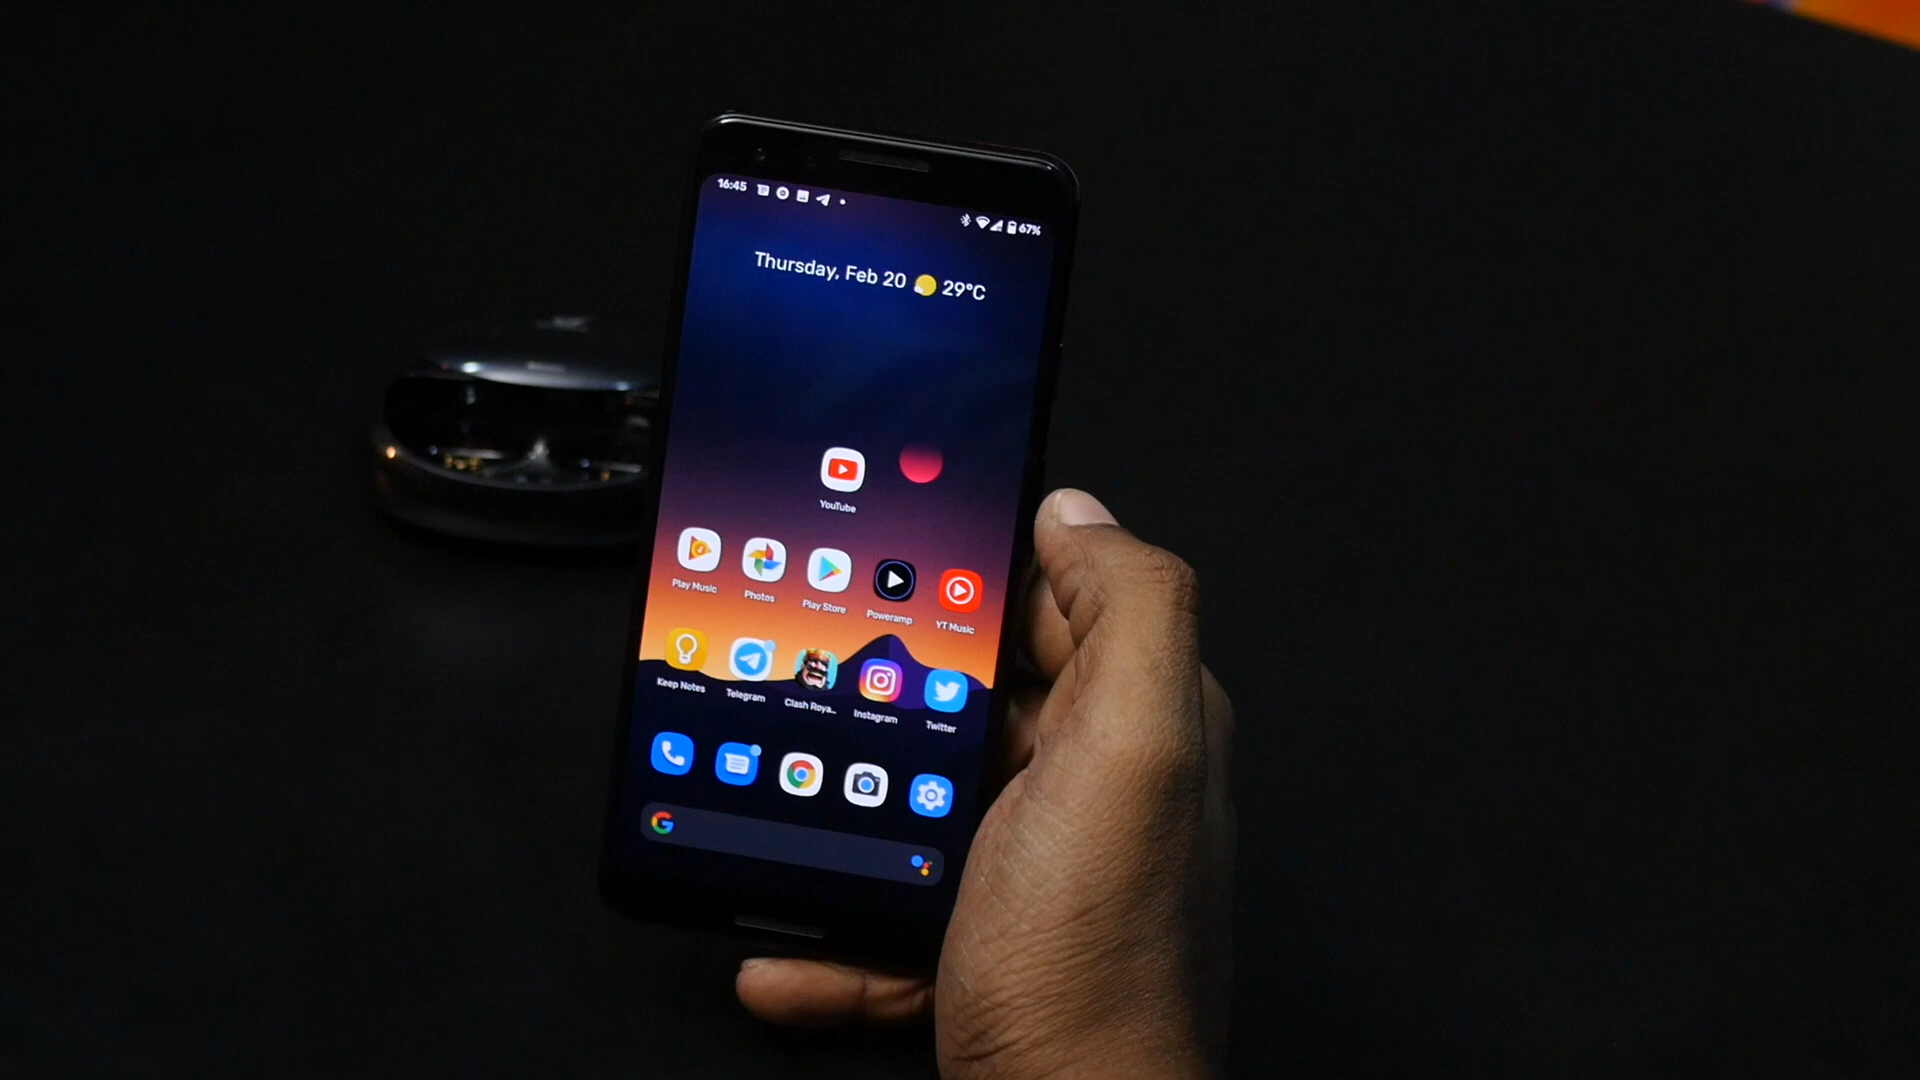 16:45
67%
Thursday, Feb 20 29°C
YouTube
Play Music Photos Play Store Poweramp YT Music
Keep Notes Telegram Clash Roya... Instagram Twitter